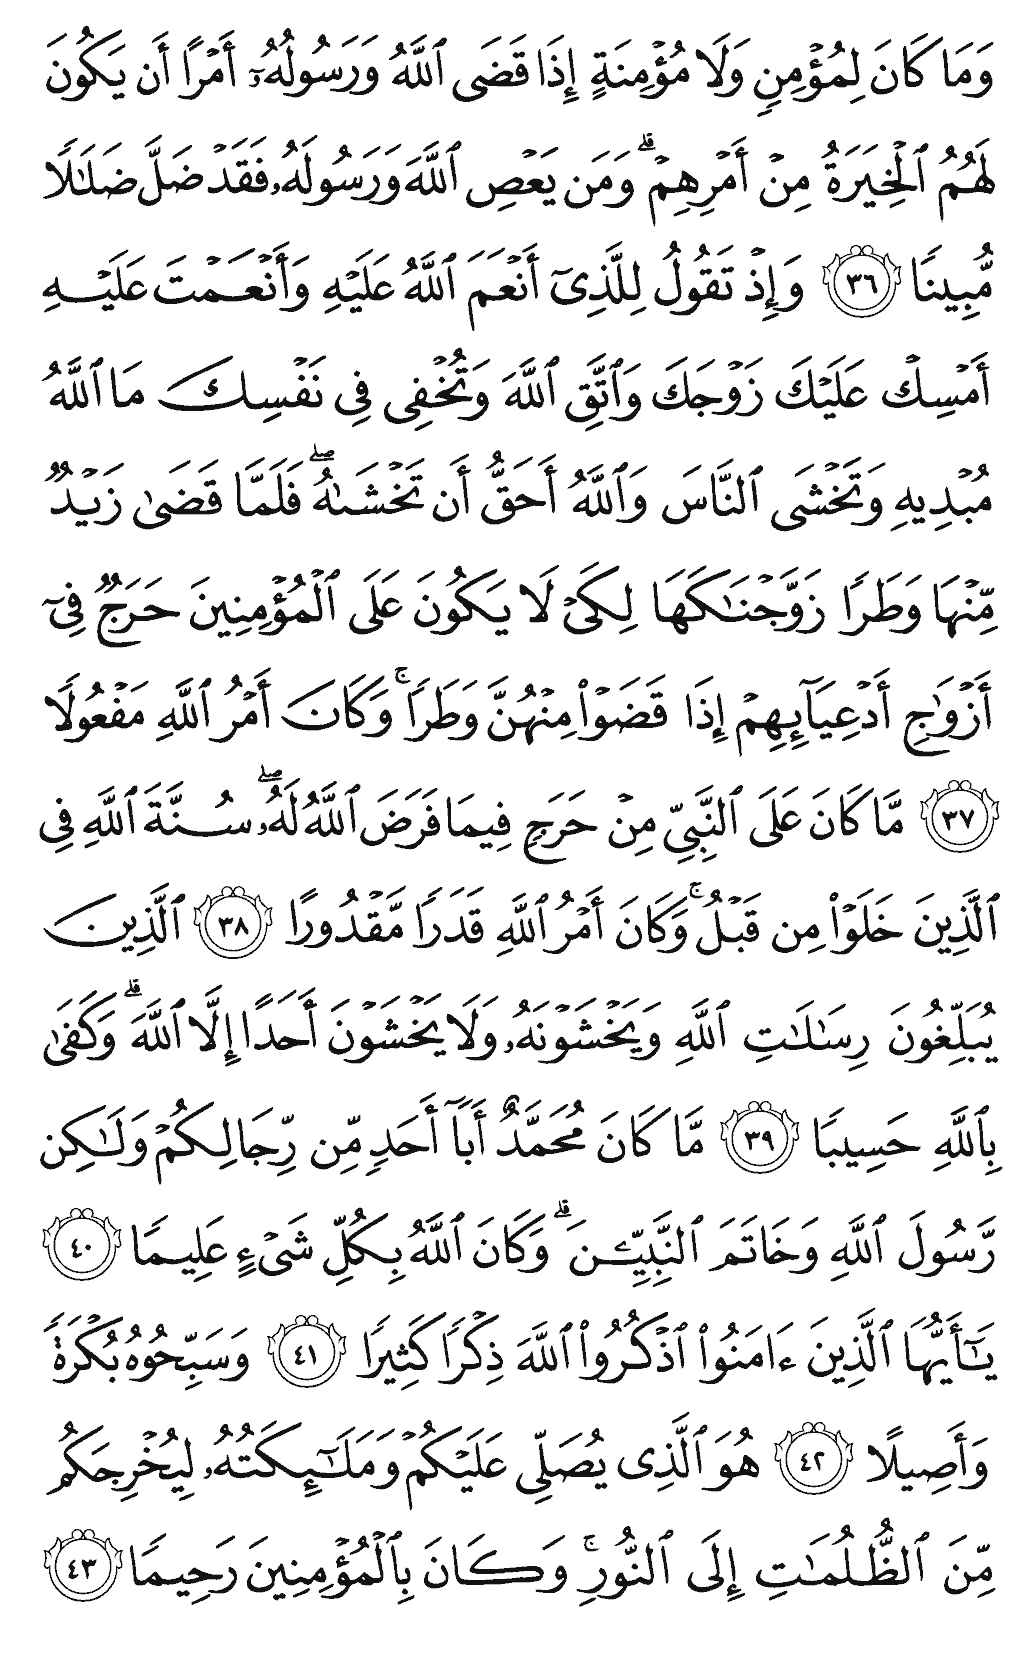 وَمَا كَانَ لِمُؤْمِنٍ وَلَا مُؤْمِنَةٍ إِذَا قَضَى ٱللَّهُ وَرَسُولُهُۥٓ أَمْرًا أَن يَكُونَ
لَهُمُ ٱلْخِيَرَةُ مِنْ أَمْرِهِمْ ۗ وَمَن يَعْصِ ٱللَّهَ وَرَسُولَهُۥ فَقَدْ ضَلَّ ضَلَٰلًا
مُّبِينًا ٣٦ وَإِذْ تَقُولُ لِلَّذِىٓ أَنْعَمَ ٱللَّهُ عَلَيْهِ وَأَنْعَمْتَ عَلَيْهِ
أَمْسِكْ عَلَيْكَ زَوْجَكَ وَٱتَّقِ ٱللَّهَ وَتُخْفِى فِى نَفْسِكَ مَا ٱللَّهُ
مُبْدِيهِ وَتَخْشَى ٱلنَّاسَ وَٱللَّهُ أَحَقُّ أَن تَخْشَىٰهُ ۖ فَلَمَّا قَضَىٰ زَيْدٌ
مِّنْهَا وَطَرًا زَوَّجْنَٰكَهَا لِكَىْ لَا يَكُونَ عَلَى ٱلْمُؤْمِنِينَ حَرَجٌ فِىٓ
أَزْوَٰجِ أَدْعِيَآئِهِمْ إِذَا قَضَوْا۟ مِنْهُنَّ وَطَرًا ۚ وَكَانَ أَمْرُ ٱللَّهِ مَفْعُولًا
٣٧ مَّا كَانَ عَلَى ٱلنَّبِىِّ مِنْ حَرَجٍ فِيمَا فَرَضَ ٱللَّهُ لَهُۥ ۖ سُنَّةَ ٱللَّهِ فِى
ٱلَّذِينَ خَلَوْا۟ مِن قَبْلُ ۚ وَكَانَ أَمْرُ ٱللَّهِ قَدَرًا مَّقْدُورًا ٣٨ ٱلَّذِينَ
يُبَلِّغُونَ رِسَٰلَٰتِ ٱللَّهِ وَيَخْشَوْنَهُۥ وَلَا يَخْشَوْنَ أَحَدًا إِلَّا ٱللَّهَ ۗ وَكَفَىٰ
بِٱللَّهِ حَسِيبًا ٣٩ مَّا كَانَ مُحَمَّدٌ أَبَآ أَحَدٍ مِّن رِّجَالِكُمْ وَلَٰكِن
رَّسُولَ ٱللَّهِ وَخَاتَمَ ٱلنَّبِيِّۦنَ ۗ وَكَانَ ٱللَّهُ بِكُلِّ شَىْءٍ عَلِيمًا ٤٠
يَٰٓأَيُّهَا ٱلَّذِينَ ءَامَنُوا۟ ٱذْكُرُوا۟ ٱللَّهَ ذِكْرًا كَثِيرًا ٤١ وَسَبِّحُوهُ بُكْرَةً
وَأَصِيلًا ٤٢ هُوَ ٱلَّذِى يُصَلِّى عَلَيْكُمْ وَمَلَٰٓئِكَتُهُۥ لِيُخْرِجَكُم
مِّنَ ٱلظُّلُمَٰتِ إِلَى ٱلنُّورِ ۚ وَكَانَ بِٱلْمُؤْمِنِينَ رَحِيمًا ٤٣